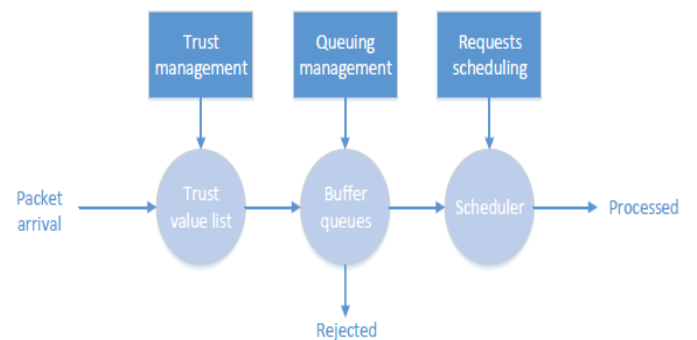 Trust
management
Queuing
management
Requests
scheduling
Packet
arrival
Trust
value list
Buffer
queues
Scheduler
Processed
Rejected